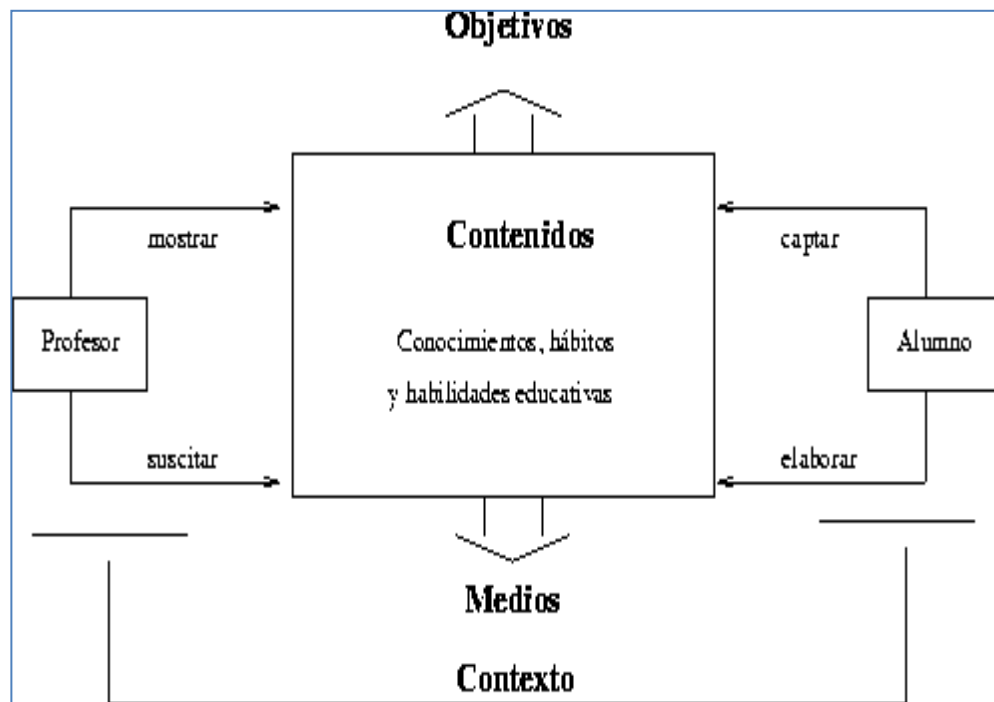 Objetivos
mostrar
Contenidos
captar
Profesor
Conocimientos, hábitos
y habilidades educativas
Alumno
suscitar
elaborar
Medios
Contexto